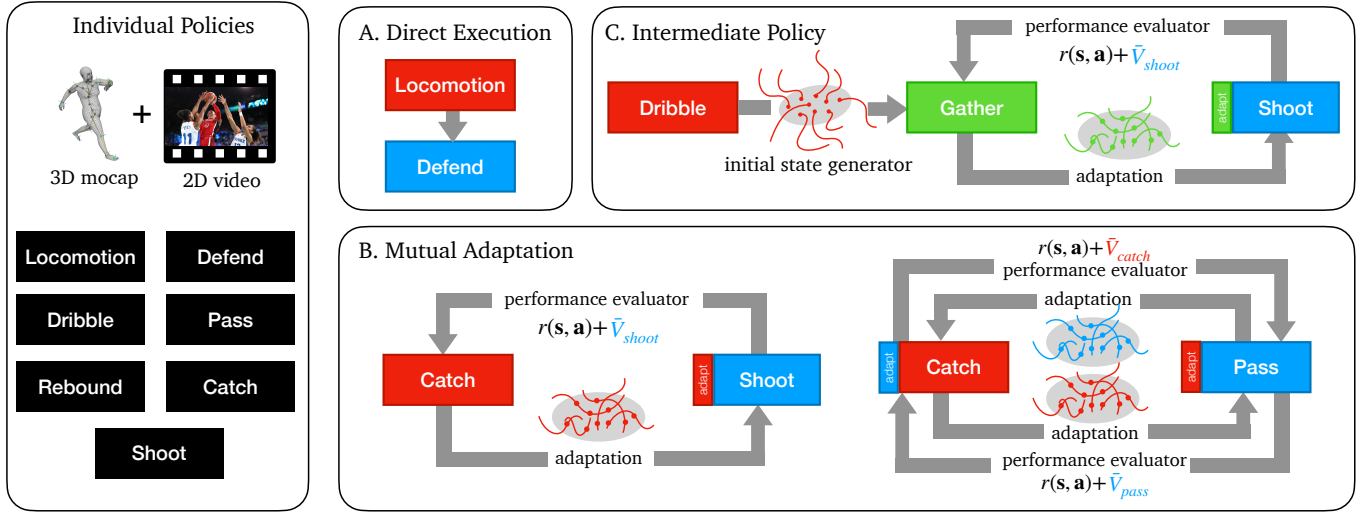 Individual Policies
3D mocap
+
2D video
11
Locomotion
Defend
Dribble
Pass
Rebound
Catch
Shoot
A. Direct Execution
Locomotion
Defend
C. Intermediate Policy
performance evaluator
r(s, a)+V̄shoot
Dribble
initial state generator
Gather
adapt
Shoot
adaptation
B. Mutual Adaptation
performance evaluator
r(s, a)+V̄shoot
Catch
adapt
Shoot
adaptation
r(s, a)+V̄catch
performance evaluator
adaptation
adapt
Catch
adapt
Pass
adaptation
performance evaluator
r(s, a)+V̄pass